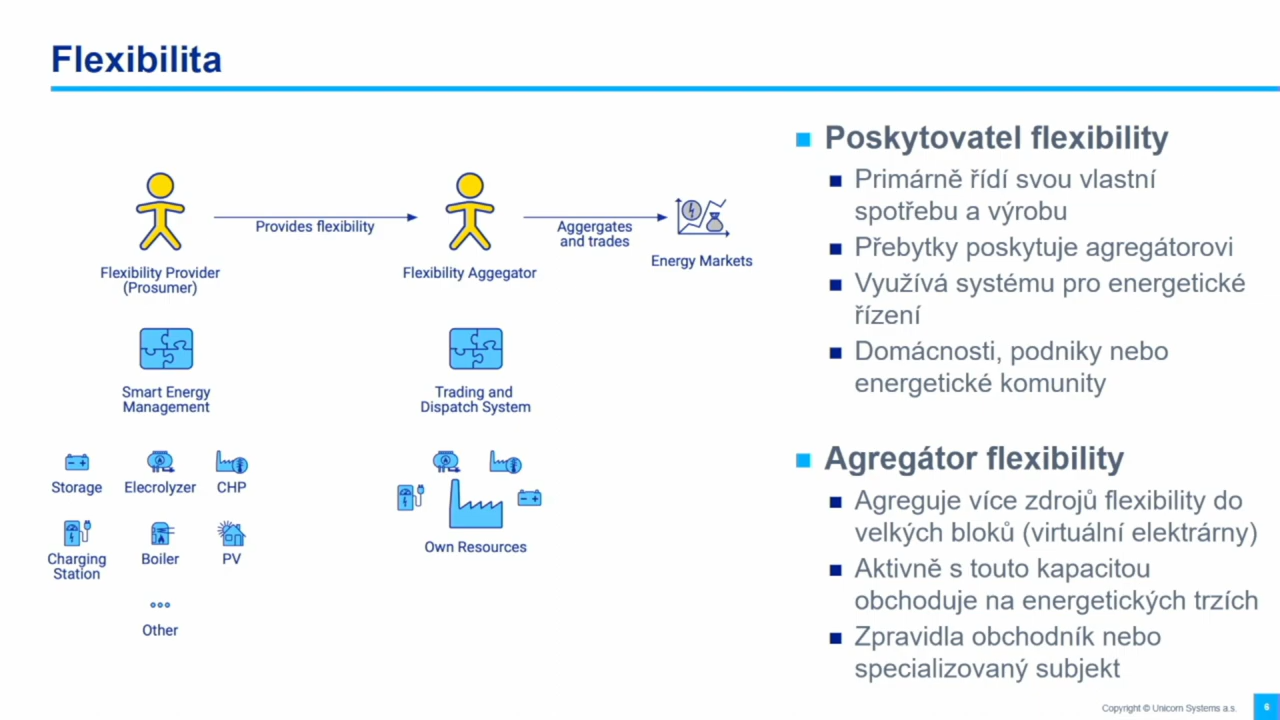 Flexibilita
Provides flexibility
Aggergates
and trades
Flexibility Provider
(Prosumer)
Flexibility Aggegator
Energy Markets
Smart Energy
Management
Trading and
Dispatch System
Storage
Elecrolyzer
CHP
Charging
Station
Boiler
PV
Other
Own Resources
Poskytovatel flexibility
Primárně řídí svou vlastní
spotřebu a výrobu
Přebytky poskytuje agregátorovi
Využívá systému pro energetické
řízení
Domácnosti, podniky nebo
energetické komunity
Agregátor flexibility
Agreguje více zdrojů flexibility do
velkých bloků (virtuální elektrárny)
Aktivně s touto kapacitou
obchoduje na energetických trzích
Zpravidla obchodník nebo
specializovaný subjekt
Copyright © Unicorn Systems a.s.
6